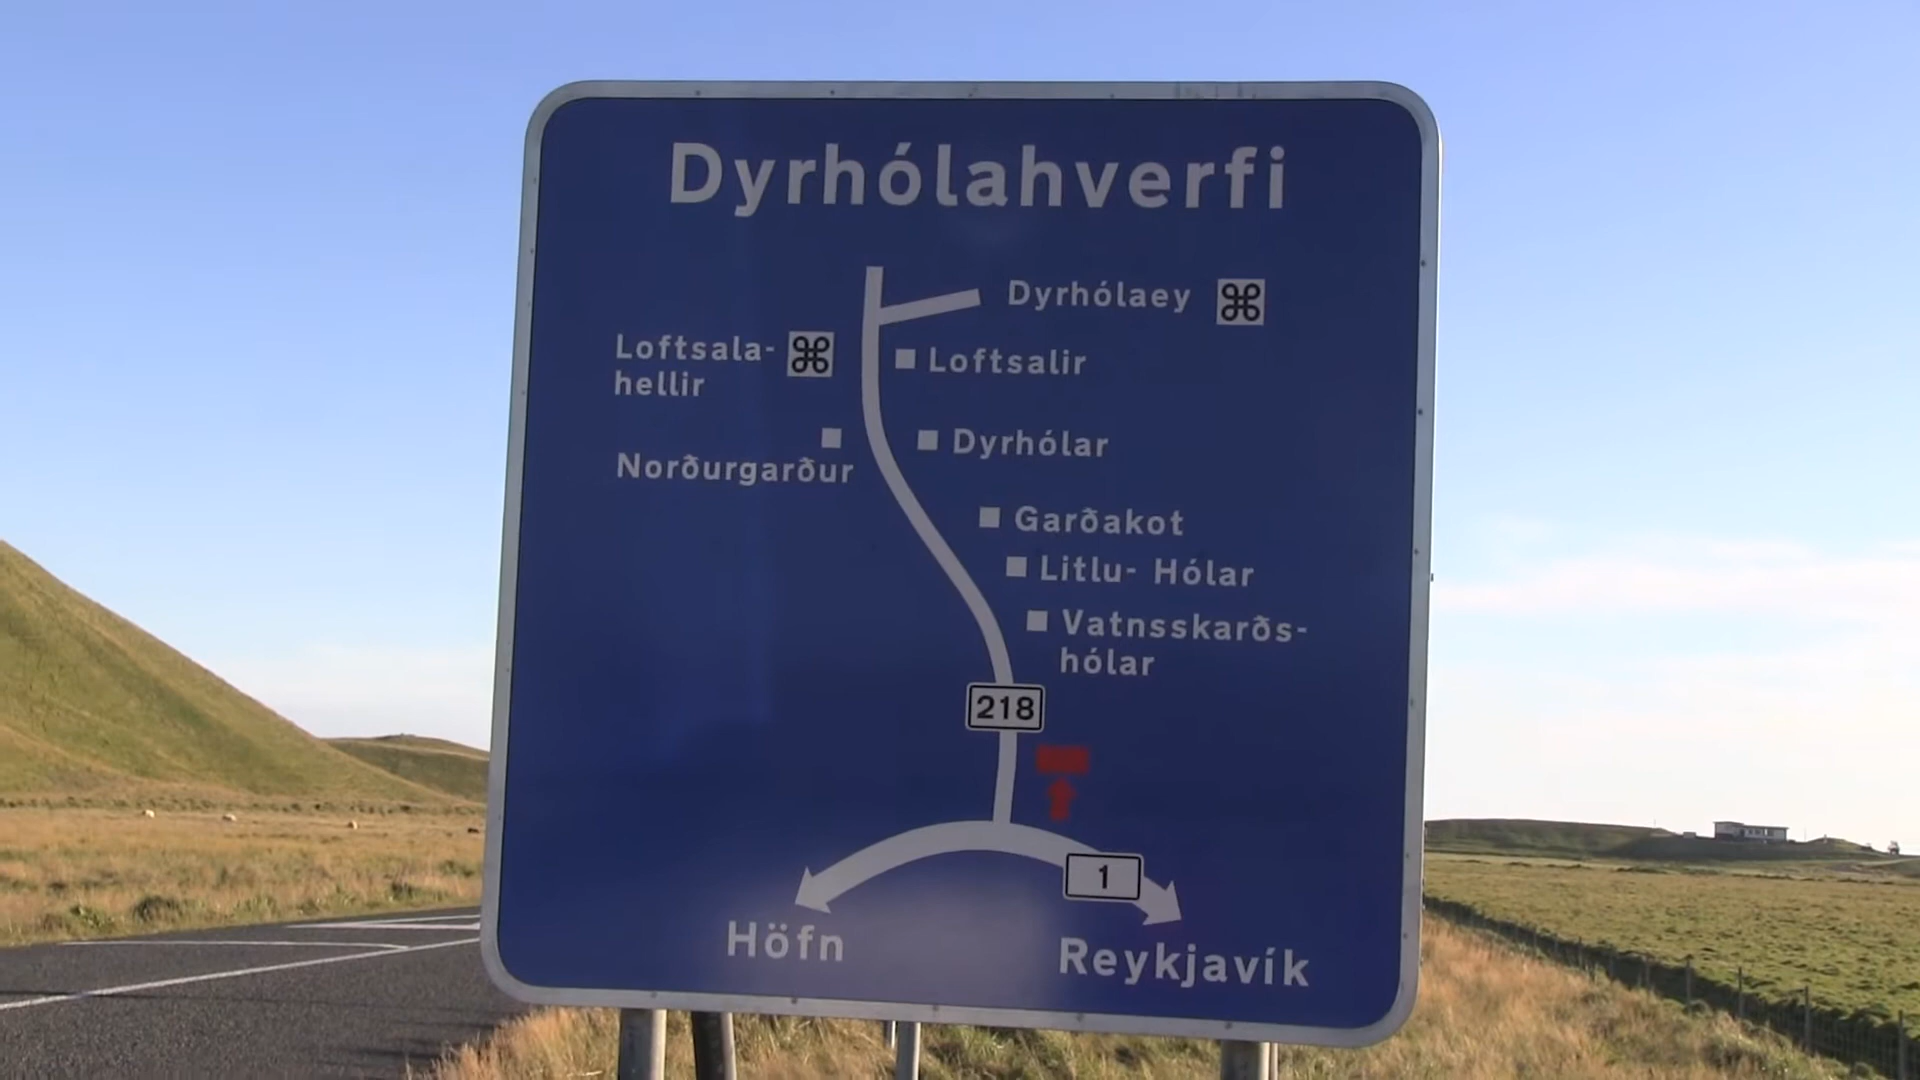 Dyrhólahverfi
Dyrhólaey
Loftsala-
hellir
Loftsalir
Dyrhólar
Norðurgarður
Garðakot
Litlu- Hólar
Vatnsskarðs-
hólar
218
1
Höfn
Reykjavík